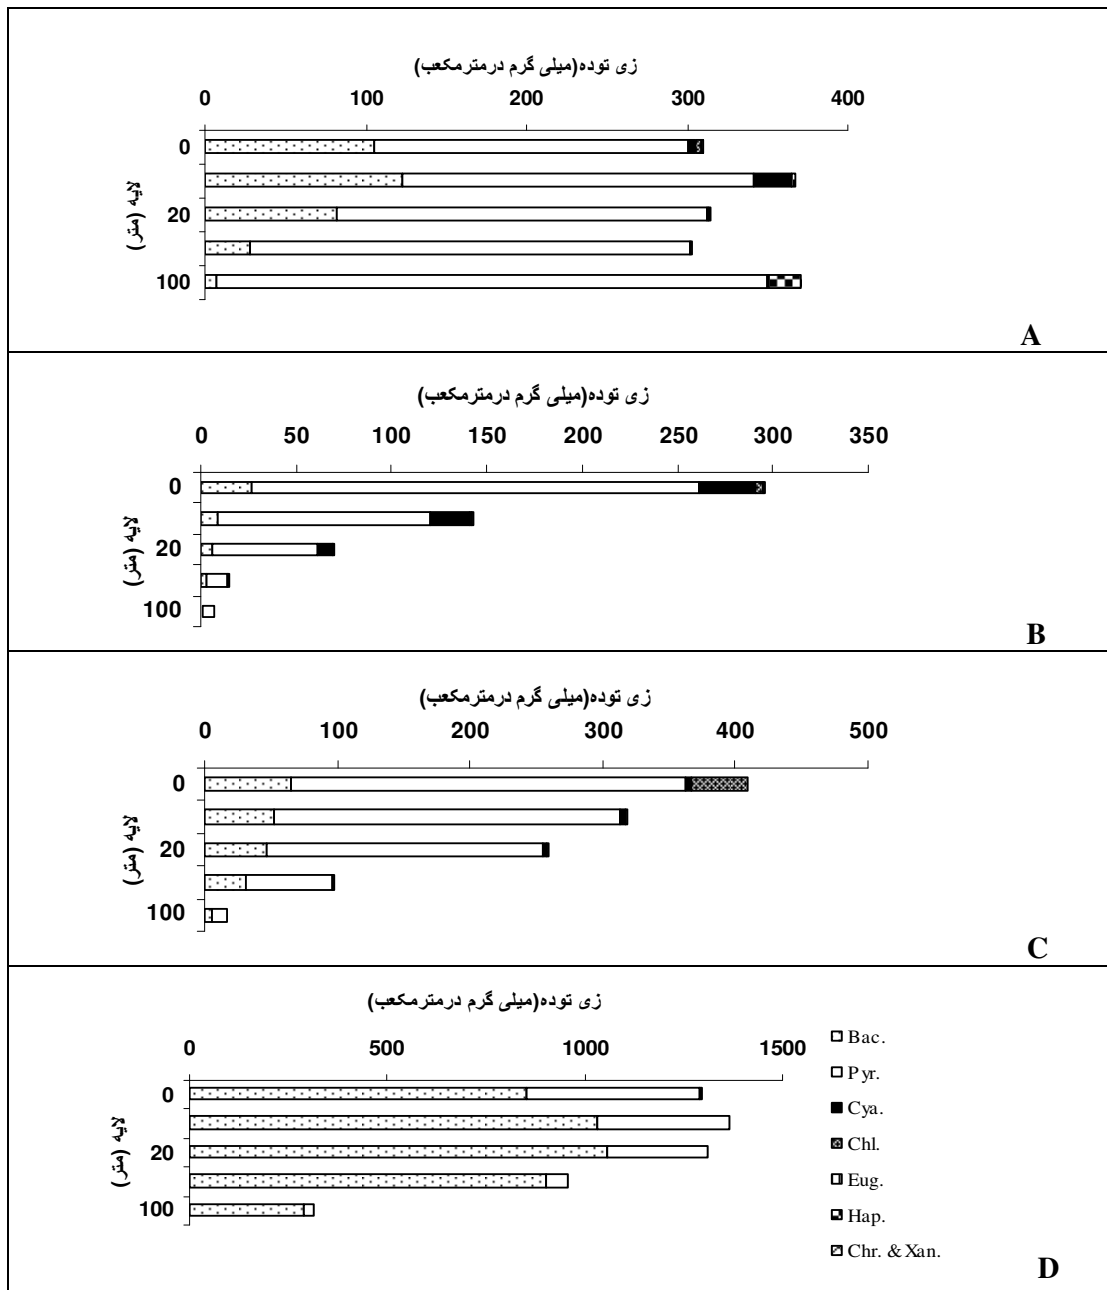 زی توده(میلی گرم درمترمکعب)
0 100 200 300 400
لایه (متر)
0
20
100
A
زی توده(میلی گرم درمترمکعب)
0 50 100 150 200 250 300 350
لایه (متر)
0
20
100
B
زی توده(میلی گرم درمترمکعب)
0 100 200 300 400 500
لایه (متر)
0
20
100
C
زی توده(میلی گرم درمترمکعب)
0 500 1000 1500
لایه (متر)
0
20
100
Bac.
Pyr.
Cya.
Chl.
Eug.
Hap.
Chr. & Xan.
D